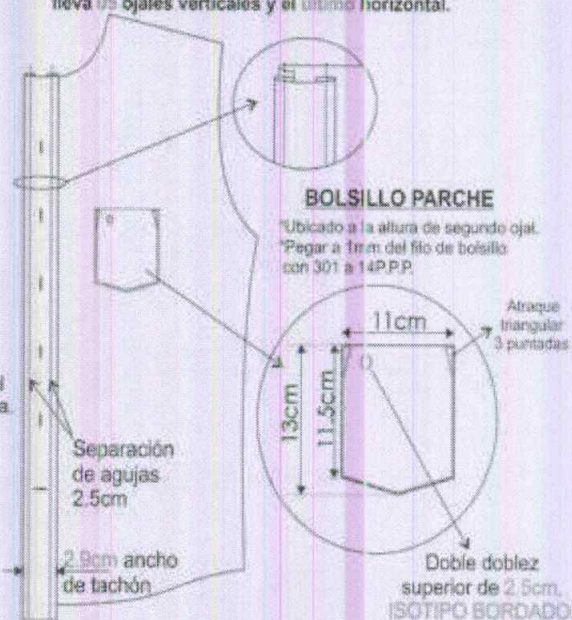 lleva 05 ojales verticales y el último horizontal.
BOLSILLO PARCHE
*Ubicado a la altura de segundo ojal.
*Pegar a 1mm del filo de bolsillo
con 301 a 14P.P.P.
11cm
Atraque
triangular
3 puntadas
13cm
11.5cm
a.
Separación
de agujas
2.5cm
2.9cm ancho
de tachón
Doble doblez
superior de 2.5cm.
ISOTIPO BORDADO